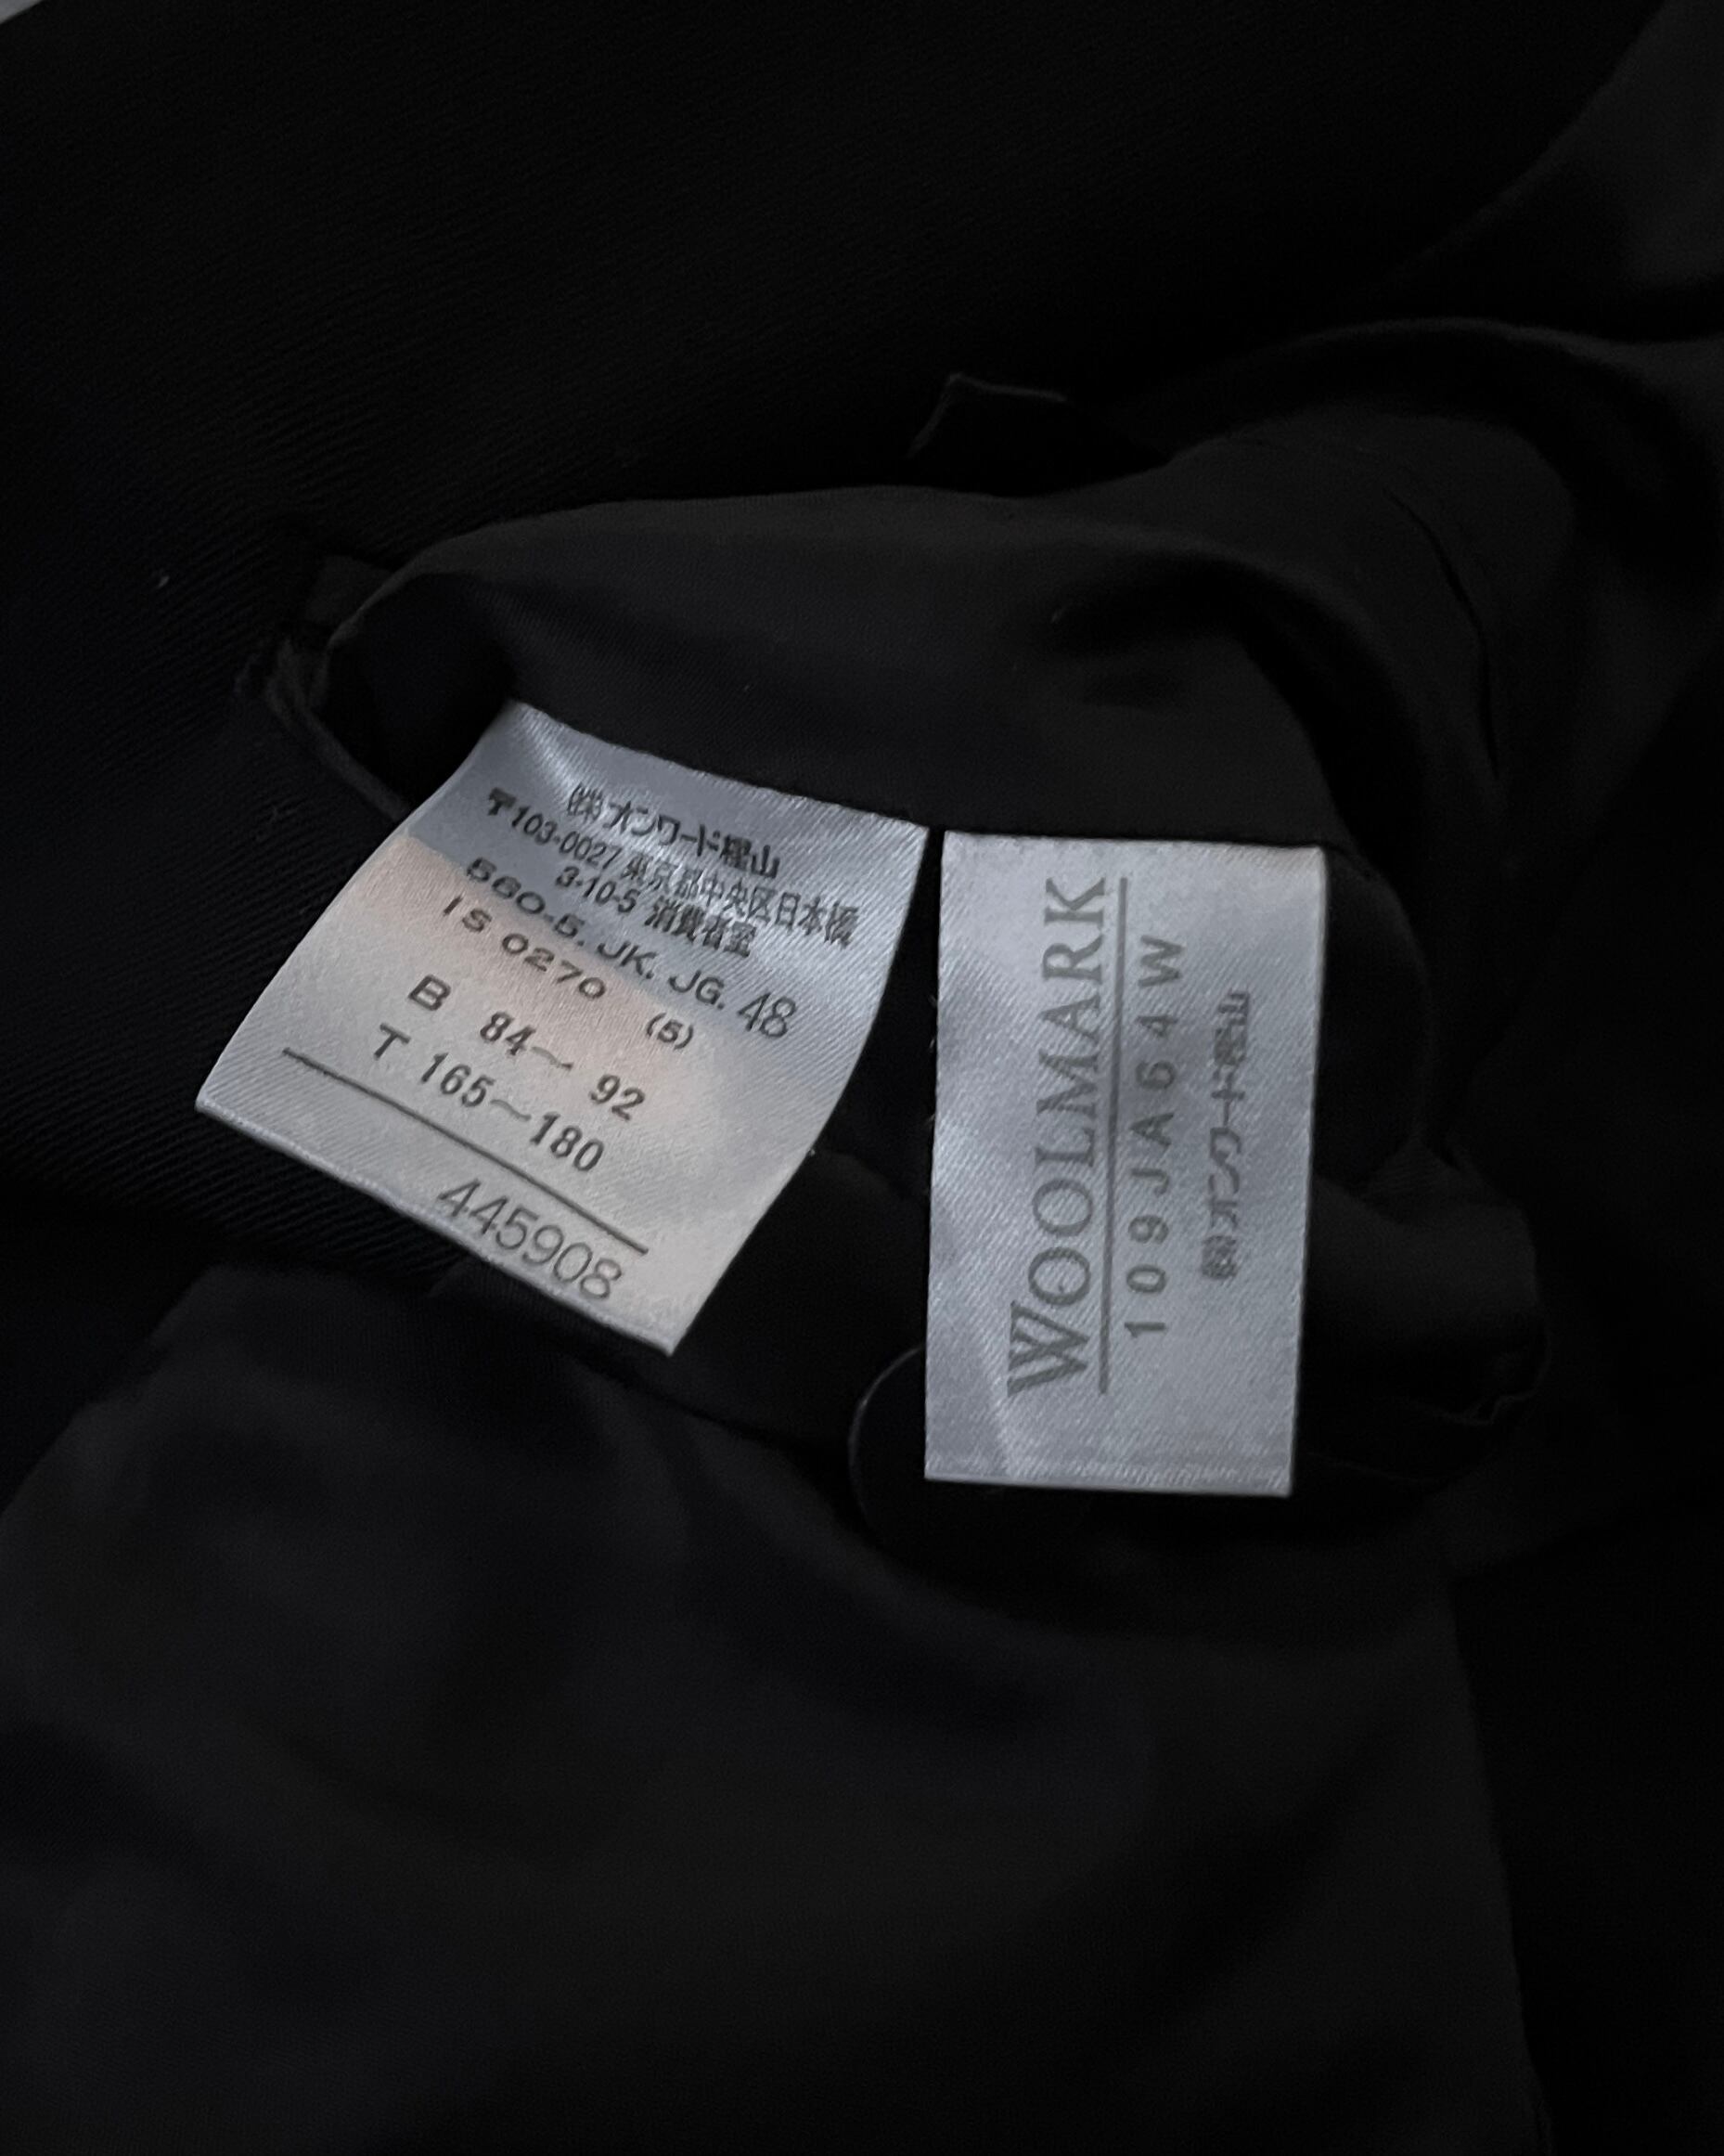 ㈱オンワード樫山
〒103-0027 東京都中央区日本橋
3-10-5 消費者室
560-5. JK. JG. 48
IS 0270 (5)
B 84～ 92
T 165～180
445908
WOOLMARK
109JA64W
㈱オンワード樫山